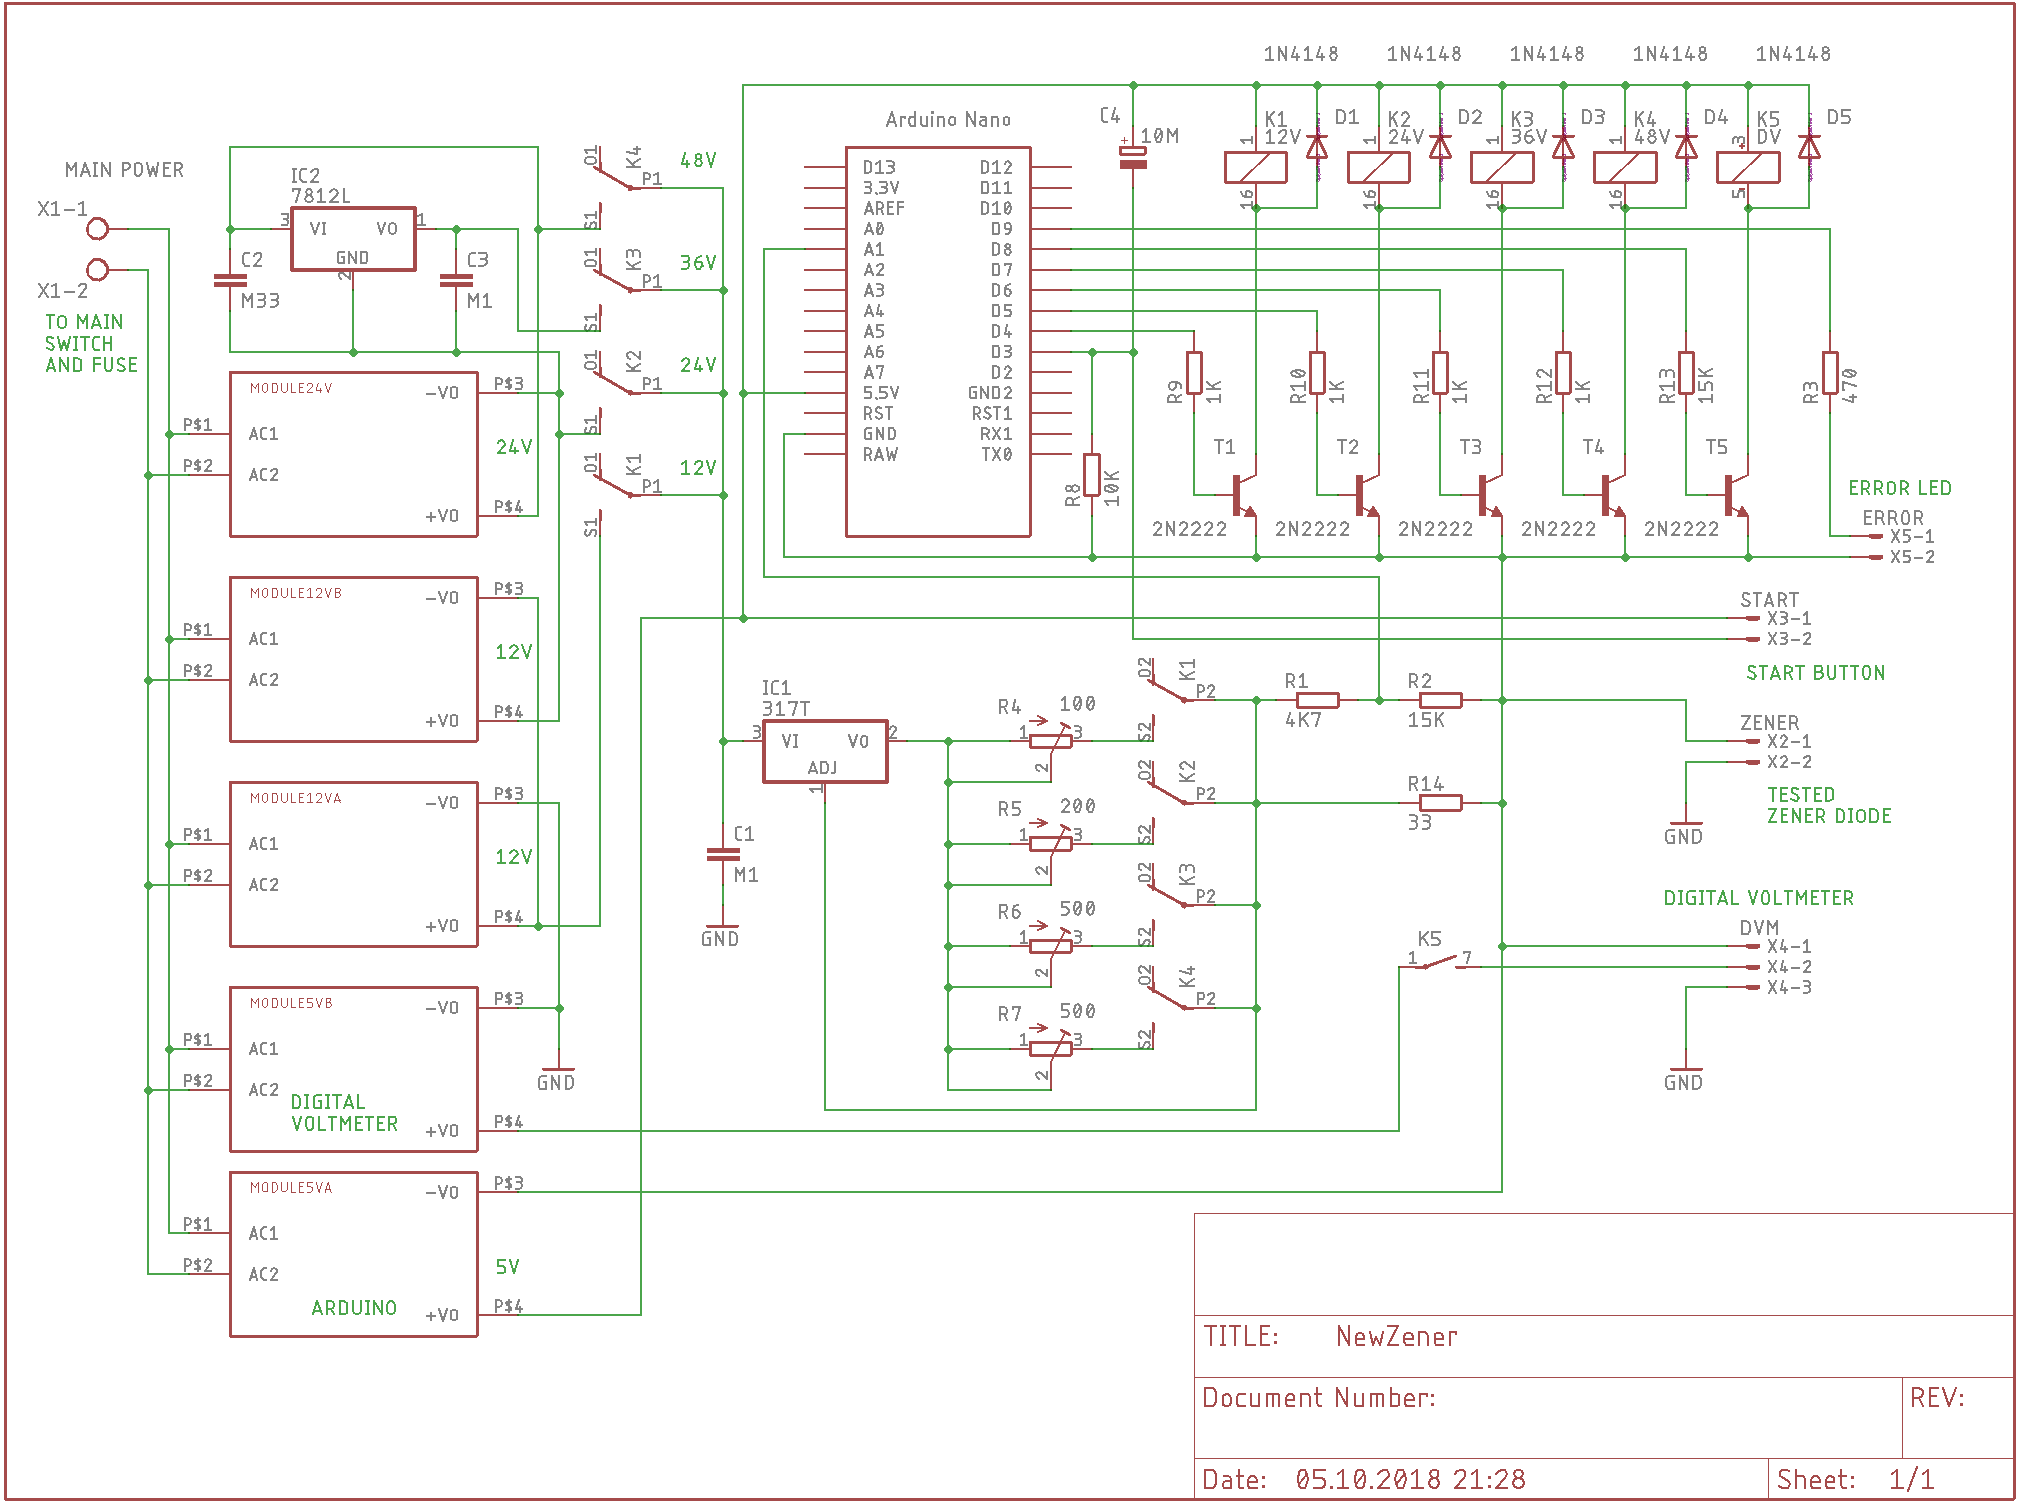 1N4148 1N4148 1N4148 1N4148 1N4148
MAIN POWER
X1-1
X1-2
TO MAIN
SWITCH
AND FUSE
IC2
7812L
3 VI VO 1
GND
2
C2
M33
C3
M1
O1 K4 P1 S1 48V
O1 K3 P1 S1 36V
O1 K2 P1 S1 24V
O1 K1 P1 S1 12V
Arduino Nano
D13 D12
3.3V D11
AREF D10
A0 D9
A1 D8
A2 D7
A3 D6
A4 D5
A5 D4
A6 D3
A7 D2
5.5V GND2
RST RST1
GND RX1
RAW TX0
C4
+
10M
K1
12V
1
16
D1
K2
24V
1
16
D2
K3
36V
1
16
D3
K4
48V
1
16
D4
K5
DV
3
+
5
D5
R8 10K
R9 1K
R10 1K
R11 1K
R12 1K
R13 15K
R3 470
T1
2N2222
T2
2N2222
T3
2N2222
T4
2N2222
T5
2N2222
ERROR LED
ERROR
X5-1
X5-2
START
X3-1
X3-2
START BUTTON
MODULE24V
P$1 AC1
P$2 AC2
-VO P$3
24V
+VO P$4
MODULE12VB
P$1 AC1
P$2 AC2
-VO P$3
12V
+VO P$4
MODULE12VA
P$1 AC1
P$2 AC2
-VO P$3
12V
+VO P$4
MODULE5VB
P$1 AC1
P$2 AC2
-VO P$3
DIGITAL
VOLTMETER
+VO P$4
GND
MODULE5VA
P$1 AC1
P$2 AC2
-VO P$3
5V
ARDUINO
+VO P$4
IC1
317T
3 VI VO 2
ADJ
1
C1
M1
GND
R4 100
1 3
2
R5 200
1 3
2
R6 500
1 3
2
R7 500
1 3
2
O2 K1 P2 S2
O2 K2 P2 S2
O2 K3 P2 S2
O2 K4 P2 S2
R1
4K7
R2
15K
R14
33
ZENER
X2-1
X2-2
GND
TESTED
ZENER DIODE
DIGITAL VOLTMETER
DVM
X4-1
X4-2
X4-3
GND
K5
1 7
TITLE: NewZener
Document Number:
REV:
Date: 05.10.2018 21:28
Sheet: 1/1